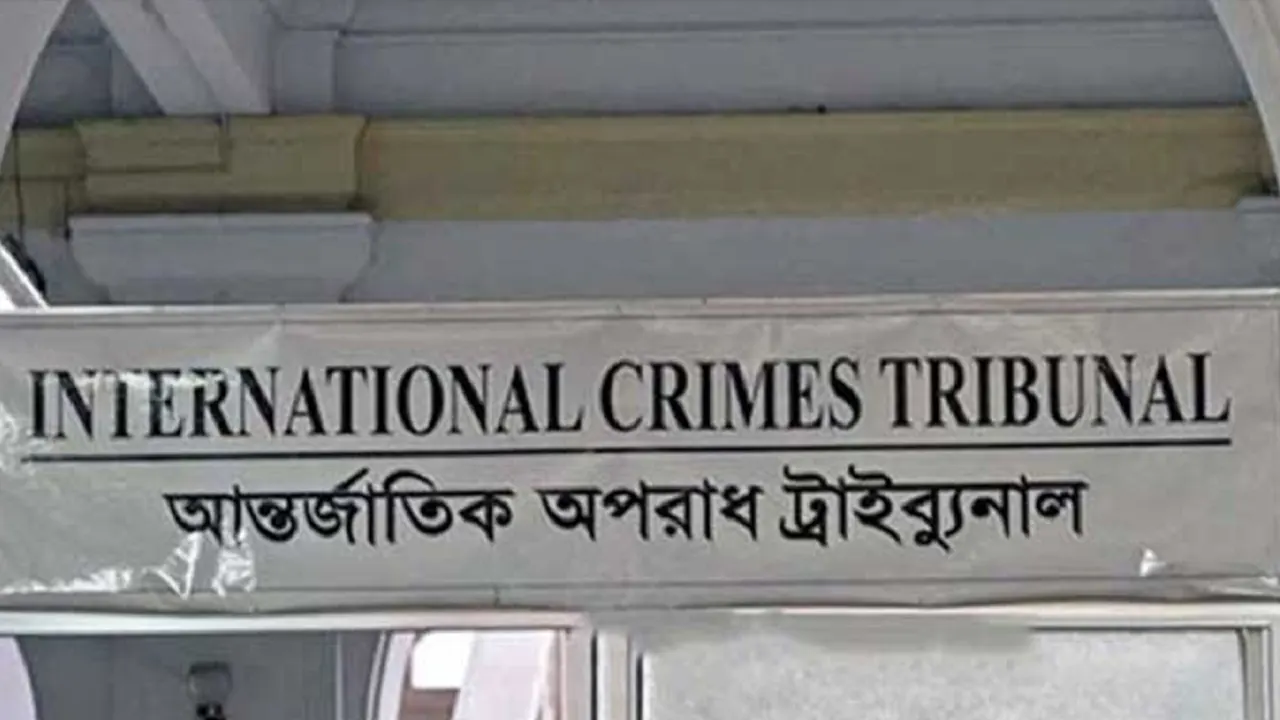 INTERNATIONAL CRIMES TRIBUNAL
আন্তর্জাতিক অপরাধ ট্রাইব্যুনাল